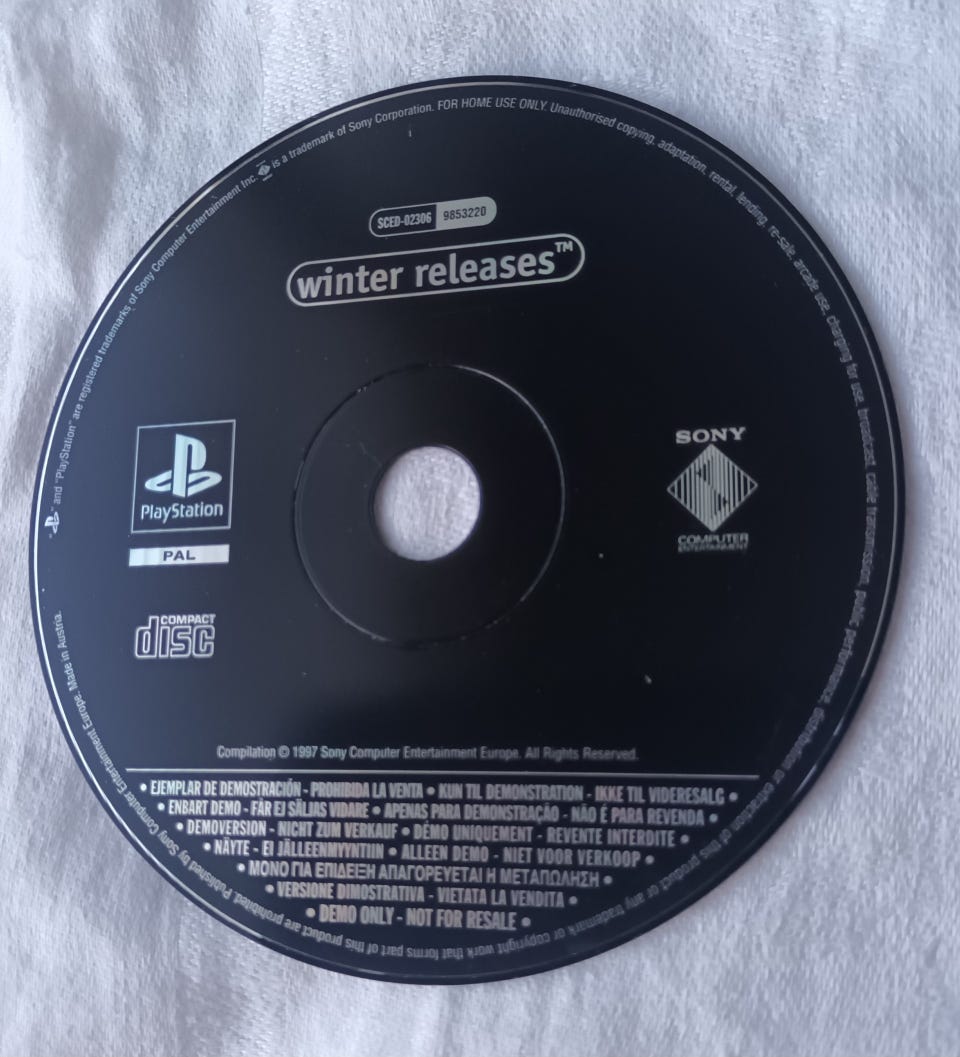 " and "PlayStation" are registered trademarks of Sony Computer Entertainment Inc. is a trademark of Sony Corporation. FOR HOME USE ONLY. Unauthorised copying, adaptation, rental, lending, re-sale, arcade use, charging for use, broadcast, cable transmission, public performance, distribution or extraction of this product or any trademark or copyright work that forms part of this product are prohibited. Published by Sony Computer Entertainment Europe. Made in Austria.
SCED-02306 9853220
winter releases™
PlayStation
PAL
COMPACT
disc
SONY
COMPUTER
ENTERTAINMENT
Compilation © 1997 Sony Computer Entertainment Europe. All Rights Reserved.
• EJEMPLAR DE DEMOSTRACIÓN - PROHIBIDA LA VENTA • KUN TIL DEMONSTRATION - IKKE TIL VIDERESALG •
• ENBART DEMO - FÅR EJ SÄLJAS VIDARE • APENAS PARA DEMONSTRAÇÃO - NÃO É PARA REVENDA •
• DEMOVERSION - NICHT ZUM VERKAUF • DÉMO UNIQUEMENT - REVENTE INTERDITE •
• NÄYTE - EI JÄLLEENMYYNTIIN • ALLEEN DEMO - NIET VOOR VERKOOP •
• ΜΟΝΟ ΓΙΑ ΕΠΙΔΕΙΞΗ ΑΠΑΓΟΡΕΥΕΤΑΙ Η ΜΕΤΑΠΩΛΗΣΗ •
• VERSIONE DIMOSTRATIVA - VIETATA LA VENDITA •
• DEMO ONLY - NOT FOR RESALE •